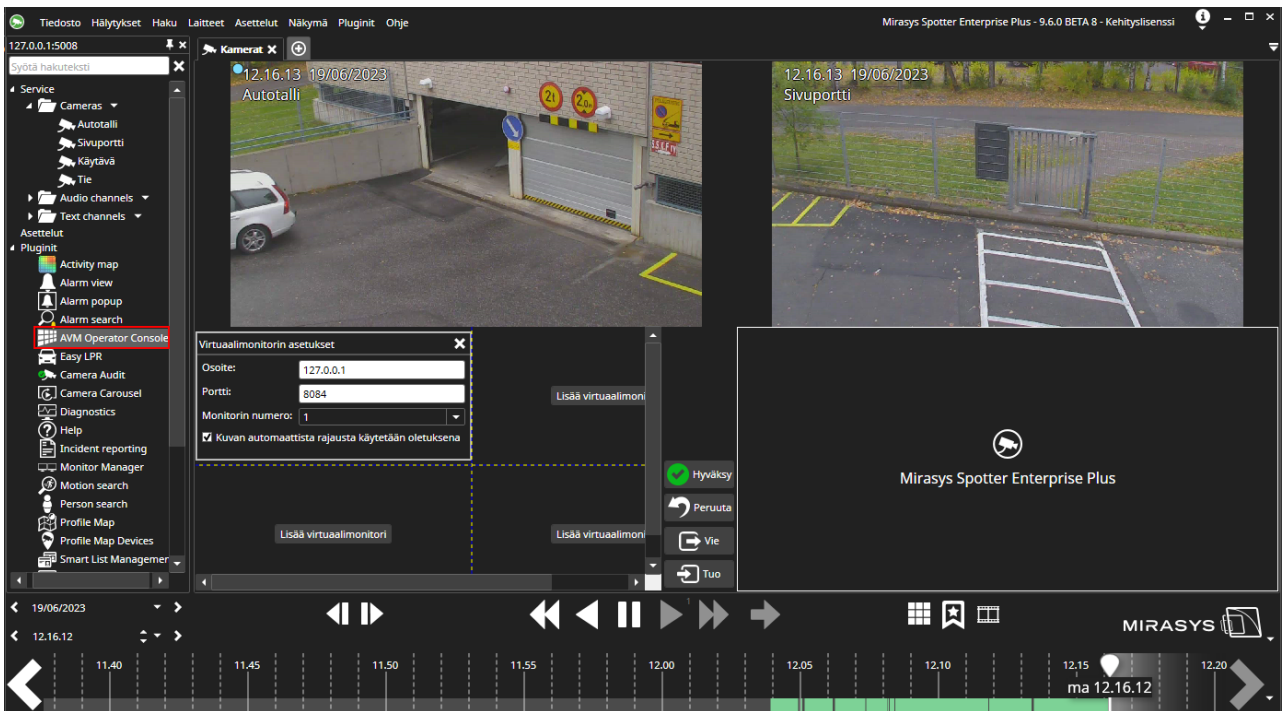 Tiedosto Hälytykset Haku Laitteet Asettelut Näkymä Pluginit Ohje
Mirasys Spotter Enterprise Plus - 9.6.0 BETA 8 - Kehityslisenssi
127.0.0.1:5008
Kamerat
Syötä hakuteksti
Service
Cameras
Autotalli
Sivuportti
Käytävä
Tie
Audio channels
Text channels
Asettelut
Pluginit
Activity map
Alarm view
Alarm popup
Alarm search
AVM Operator Console
Easy LPR
Camera Audit
Camera Carousel
Diagnostics
Help
Incident reporting
Monitor Manager
Motion search
Person search
Profile Map
Profile Map Devices
Smart List Managemer
12.16.13 19/06/2023
Autotalli
2t
12.16.13 19/06/2023
Sivuportti
Virtuaalimonitorin asetukset
Osoite: 127.0.0.1
Portti: 8084
Monitorin numero: 1
Kuvan automaattista rajausta käytetään oletuksena
Lisää virtuaalimoni
Lisää virtuaalimonitori
Lisää virtuaalimoni
Hyväksy
Peruuta
Vie
Tuo
Mirasys Spotter Enterprise Plus
19/06/2023
12.16.12
1
MIRASYS
11.40 11.45 11.50 11.55 12.00 12.05 12.10 12.15 12.20
ma 12.16.12